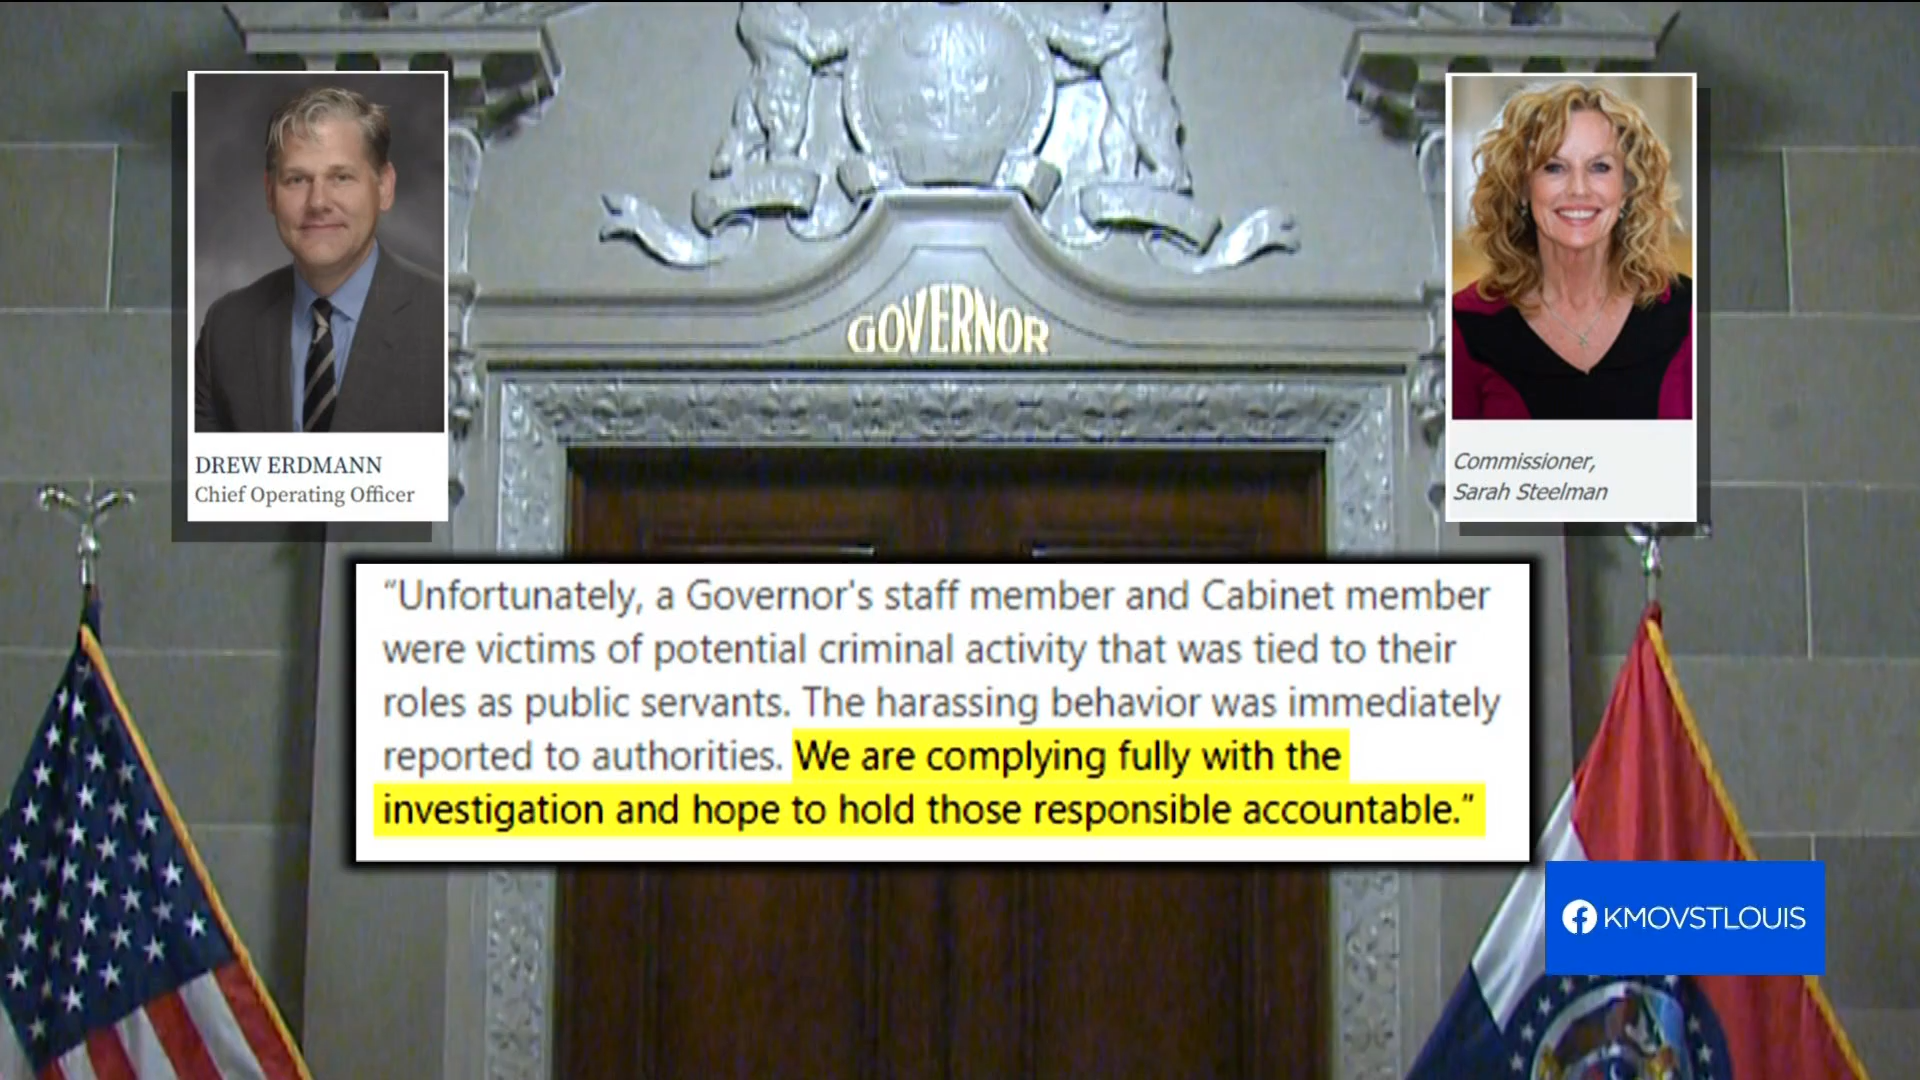 GOVERNOR
DREW ERDMANN
Chief Operating Officer
Commissioner,
Sarah Steelman
“Unfortunately, a Governor's staff member and Cabinet member
were victims of potential criminal activity that was tied to their
roles as public servants. The harassing behavior was immediately
reported to authorities. We are complying fully with the
investigation and hope to hold those responsible accountable.”
KMOVSTLOUIS